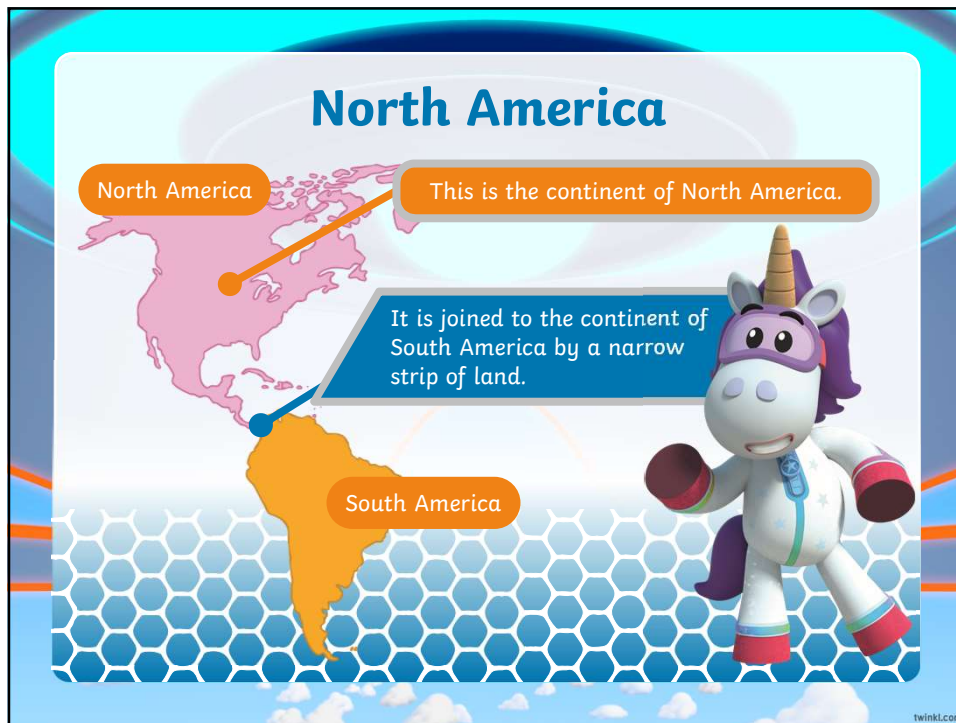 North America
North America
This is the continent of North America.
It is joined to the continent of
South America by a narrow
strip of land.
South America
twinkl.com